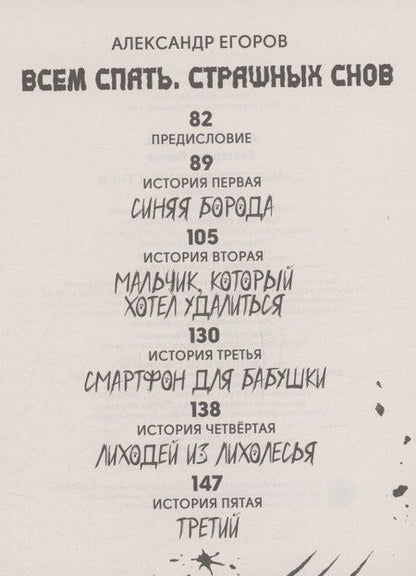 АЛЕКСАНДР ЕГОРОВ
ВСЕМ СПАТЬ. СТРАШНЫХ СНОВ
82
ПРЕДИСЛОВИЕ
89
ИСТОРИЯ ПЕРВАЯ
СИНЯЯ БОРОДА
105
ИСТОРИЯ ВТОРАЯ
МАЛЬЧИК, КОТОРЫЙ
ХОТЕЛ УДАЛИТЬСЯ
130
ИСТОРИЯ ТРЕТЬЯ
СМАРТФОН ДЛЯ БАБУШКИ
138
ИСТОРИЯ ЧЕТВЁРТАЯ
ЛИХОДЕЙ ИЗ ЛИХОЛЕСЬЯ
147
ИСТОРИЯ ПЯТАЯ
ТРЕТИЙ